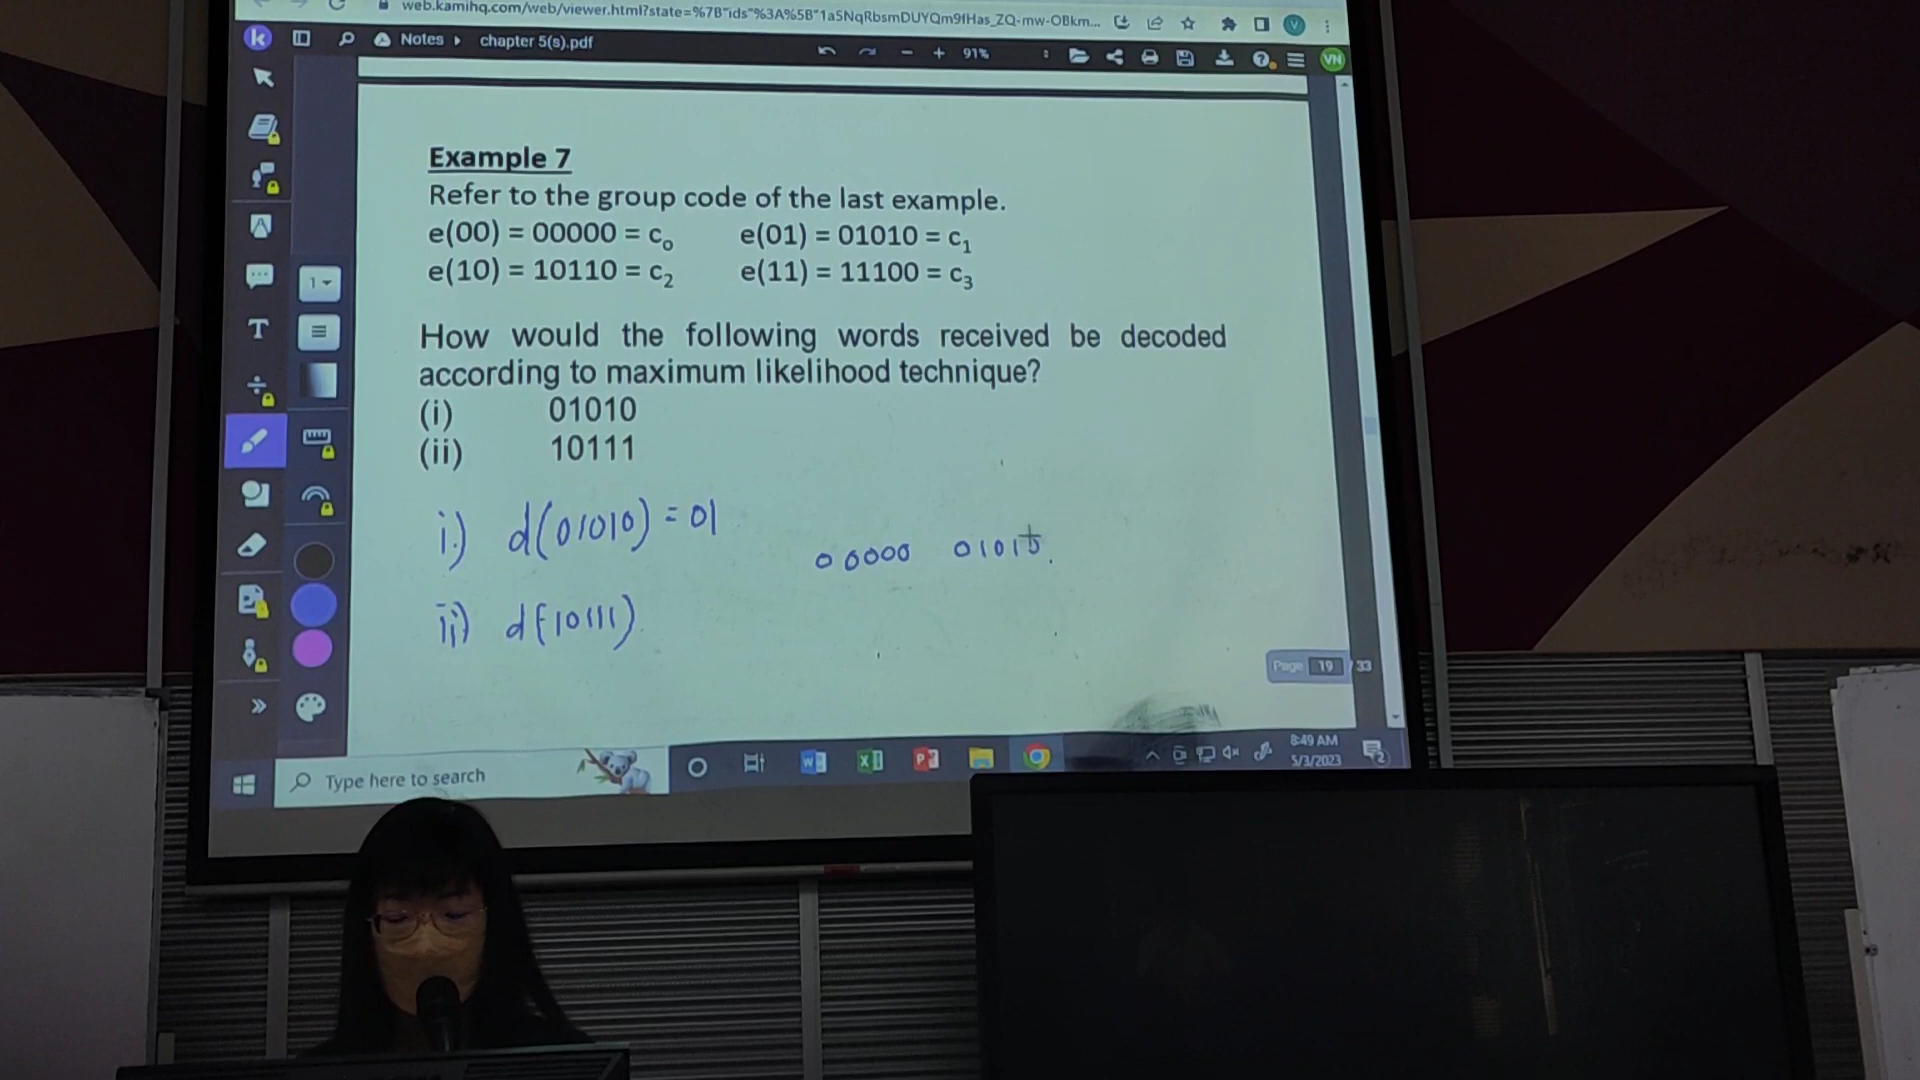 web.kamihq.com/web/viewer.html?state=%7B"ids"%3A%5B"1a5NqRbsmDUYQm9fHas_ZQ-mw-OBkm...
V
k Notes chapter 5(s).pdf 91% VN
Example 7
Refer to the group code of the last example.
e(00) = 00000 = c₀ e(01) = 01010 = c₁
e(10) = 10110 = c₂ e(11) = 11100 = c₃
How would the following words received be decoded
according to maximum likelihood technique?
(i) 01010
(ii) 10111
i.) d(01010) = 01
00000 01010
ii) d(10111)
Page 19 / 33
Type here to search
8:49 AM
5/3/2023
2